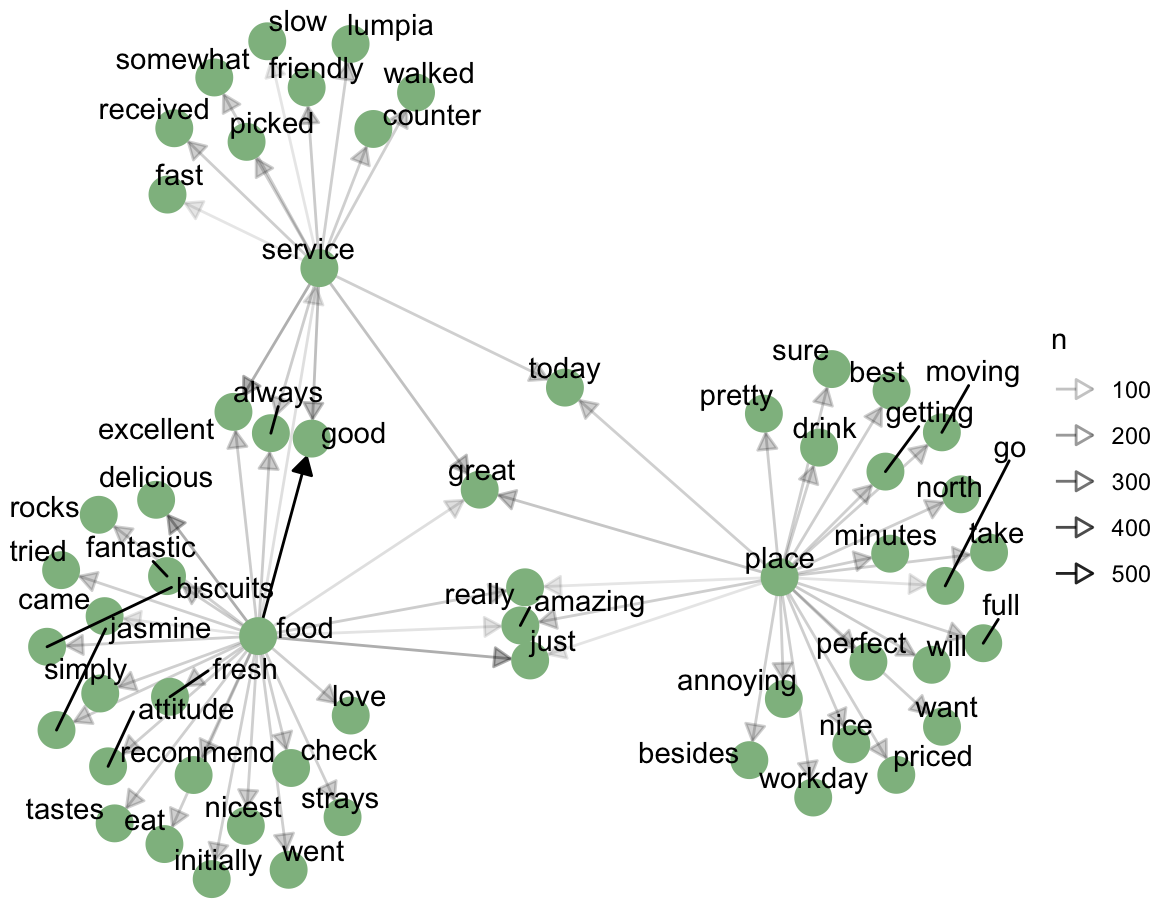 slow
lumpia
somewhat
friendly
walked
received
picked
counter
fast
service
today
always
excellent
good
great
delicious
rocks
fantastic
tried
biscuits
came
jasmine
food
simply
fresh
attitude
love
recommend
check
tastes
eat
nicest
strays
initially
went
really
amazing
just
sure
best
moving
pretty
getting
drink
go
north
minutes
take
place
full
perfect
will
annoying
want
nice
besides
priced
workday
n
100
200
300
400
500